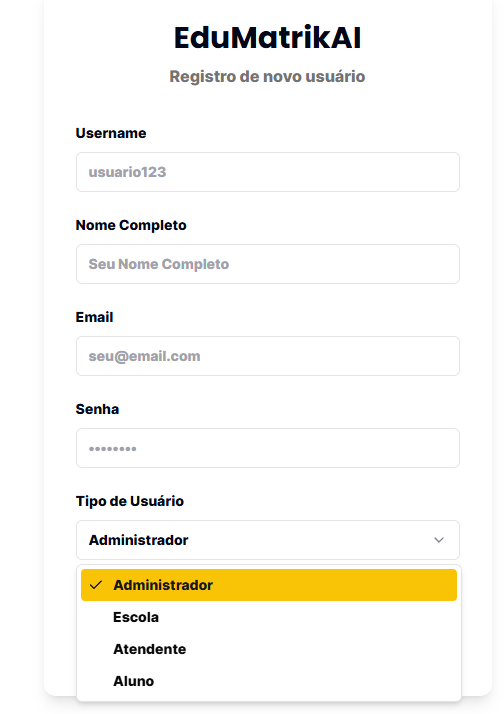 EduMatrikAI
Registro de novo usuário
Username
usuario123
Nome Completo
Seu Nome Completo
Email
seu@email.com
Senha
••••••••
Tipo de Usuário
Administrador
Administrador
Escola
Atendente
Aluno